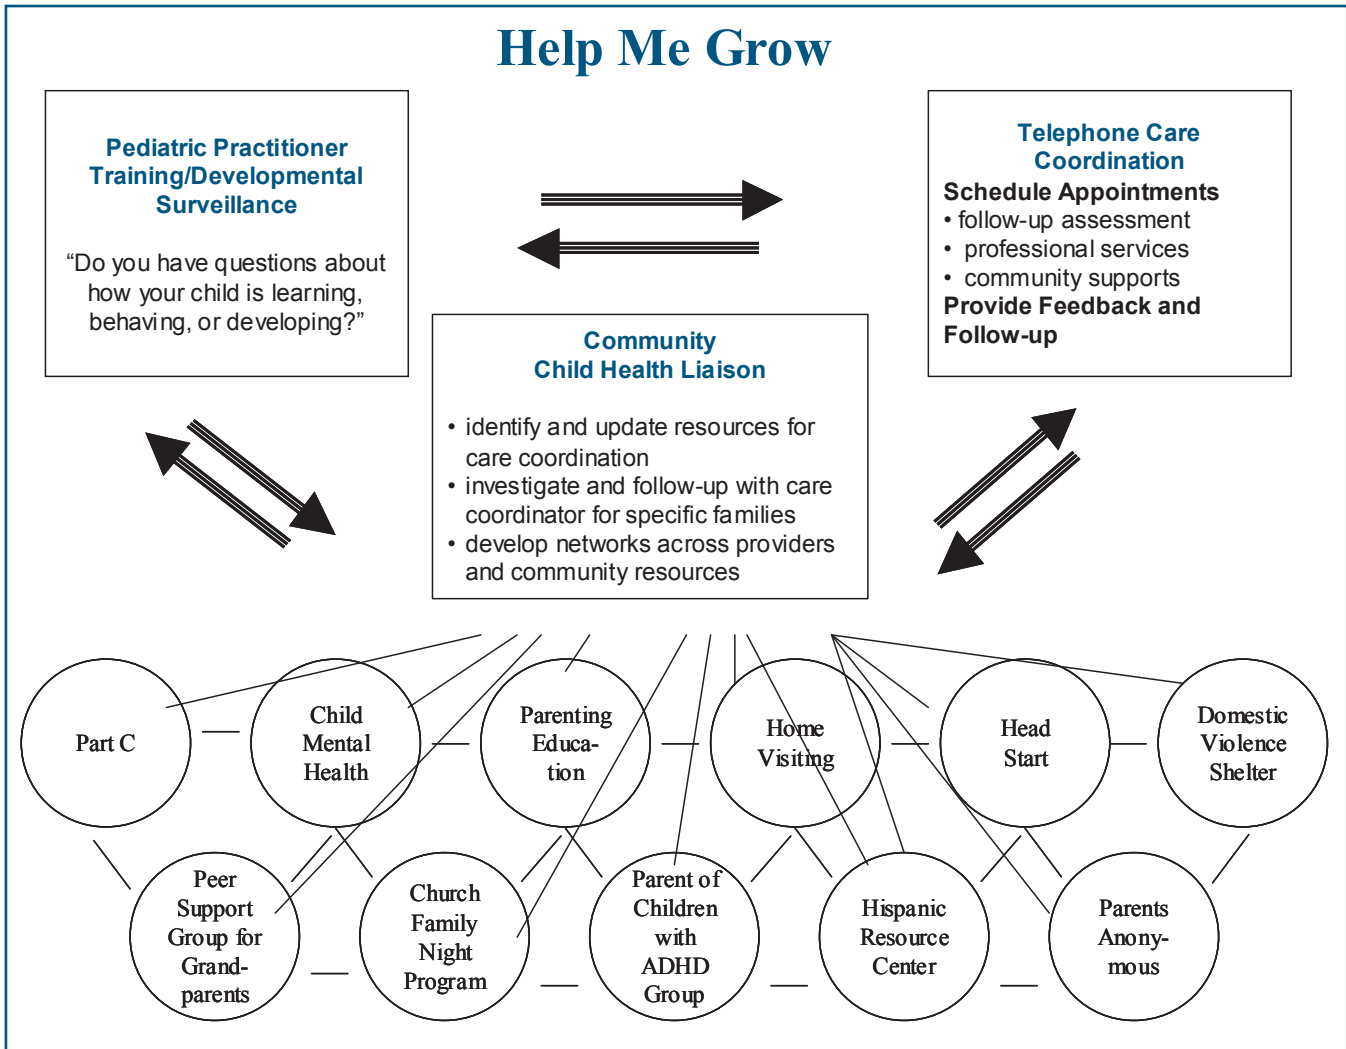 Help Me Grow
Pediatric Practitioner
Training/Developmental
Surveillance
“Do you have questions about
how your child is learning,
behaving, or developing?”
Telephone Care
Coordination
Schedule Appointments
• follow-up assessment
• professional services
• community supports
Provide Feedback and
Follow-up
Community
Child Health Liaison
• identify and update resources for
care coordination
• investigate and follow-up with care
coordinator for specific families
• develop networks across providers
and community resources
Part C
Child
Mental
Health
Parenting
Educa-
tion
Home
Visiting
Head
Start
Domestic
Violence
Shelter
Peer
Support
Group for
Grand-
parents
Church
Family
Night
Program
Parent of
Children
with
ADHD
Group
Hispanic
Resource
Center
Parents
Anony-
mous